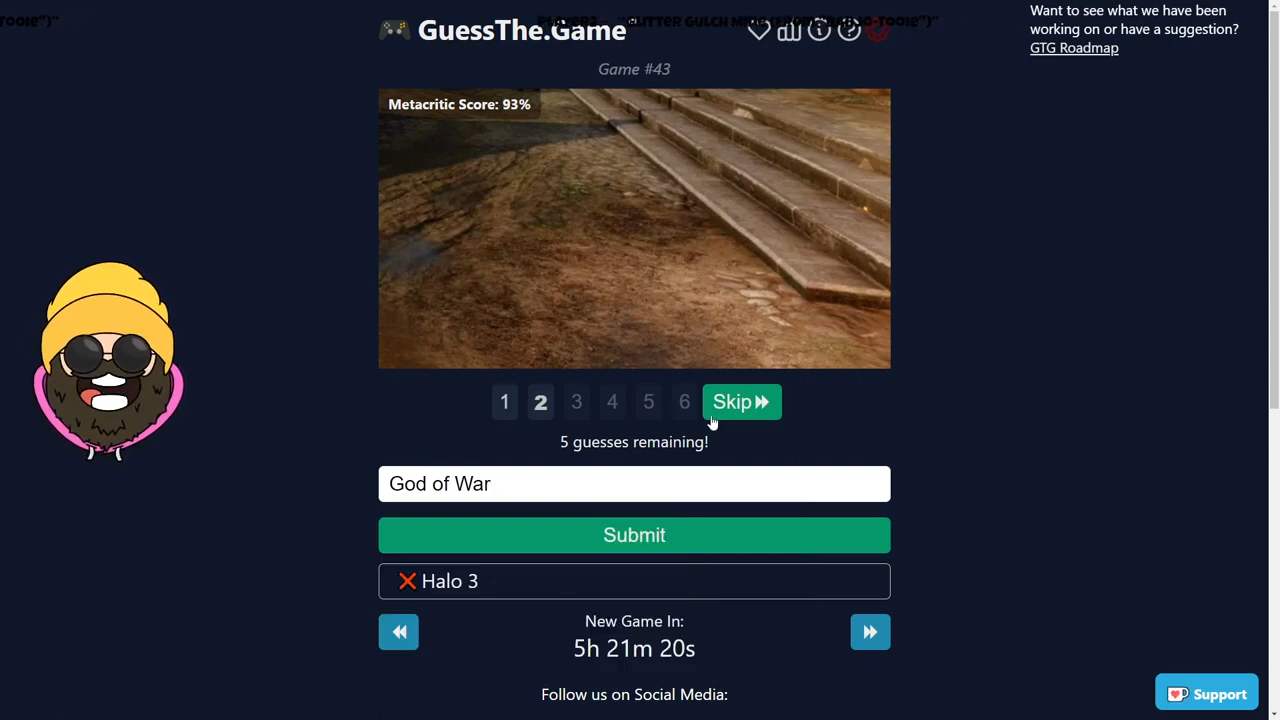 GuessThe.Game
Want to see what we have been
working on or have a suggestion?
GTG Roadmap
Game #43
Metacritic Score: 93%
1 2 3 4 5 6 Skip
5 guesses remaining!
God of War
Submit
Halo 3
New Game In:
5h 21m 20s
Follow us on Social Media:
Support